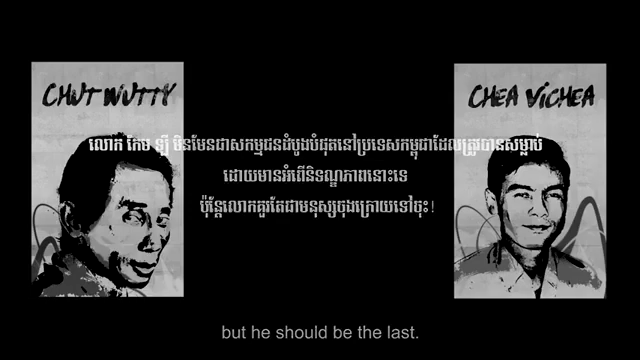 CHUT WUTTY
CHEA ViCHEA
លោក កែម ឡី មិនមែនជាសកម្មជនដំបូងបំផុតនៅប្រទេសកម្ពុជាដែលត្រូវបានសម្លាប់
ដោយមានអំពើនិទណ្ឌភាពនោះទេ
ប៉ុន្តែលោកគួរតែជាមនុស្សចុងក្រោយទៅចុះ!
but he should be the last.